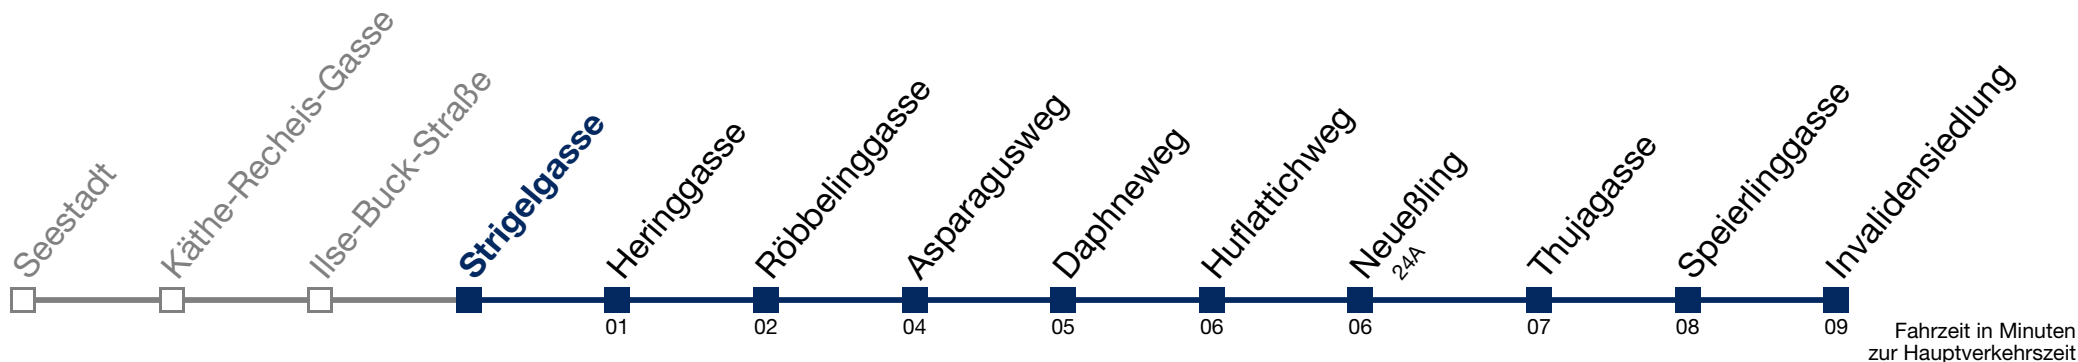 Seestadt
Käthe-Recheis-Gasse
Ilse-Buck-Straße
Strigelgasse
Heringgasse
Röbbelinggasse
Asparagusweg
Daphneweg
Huflattichweg
Neueßling
24A
Thujagasse
Speierlinggasse
Invalidensiedlung
01
02
04
05
06
06
07
08
09
Fahrzeit in Minuten
zur Hauptverkehrszeit